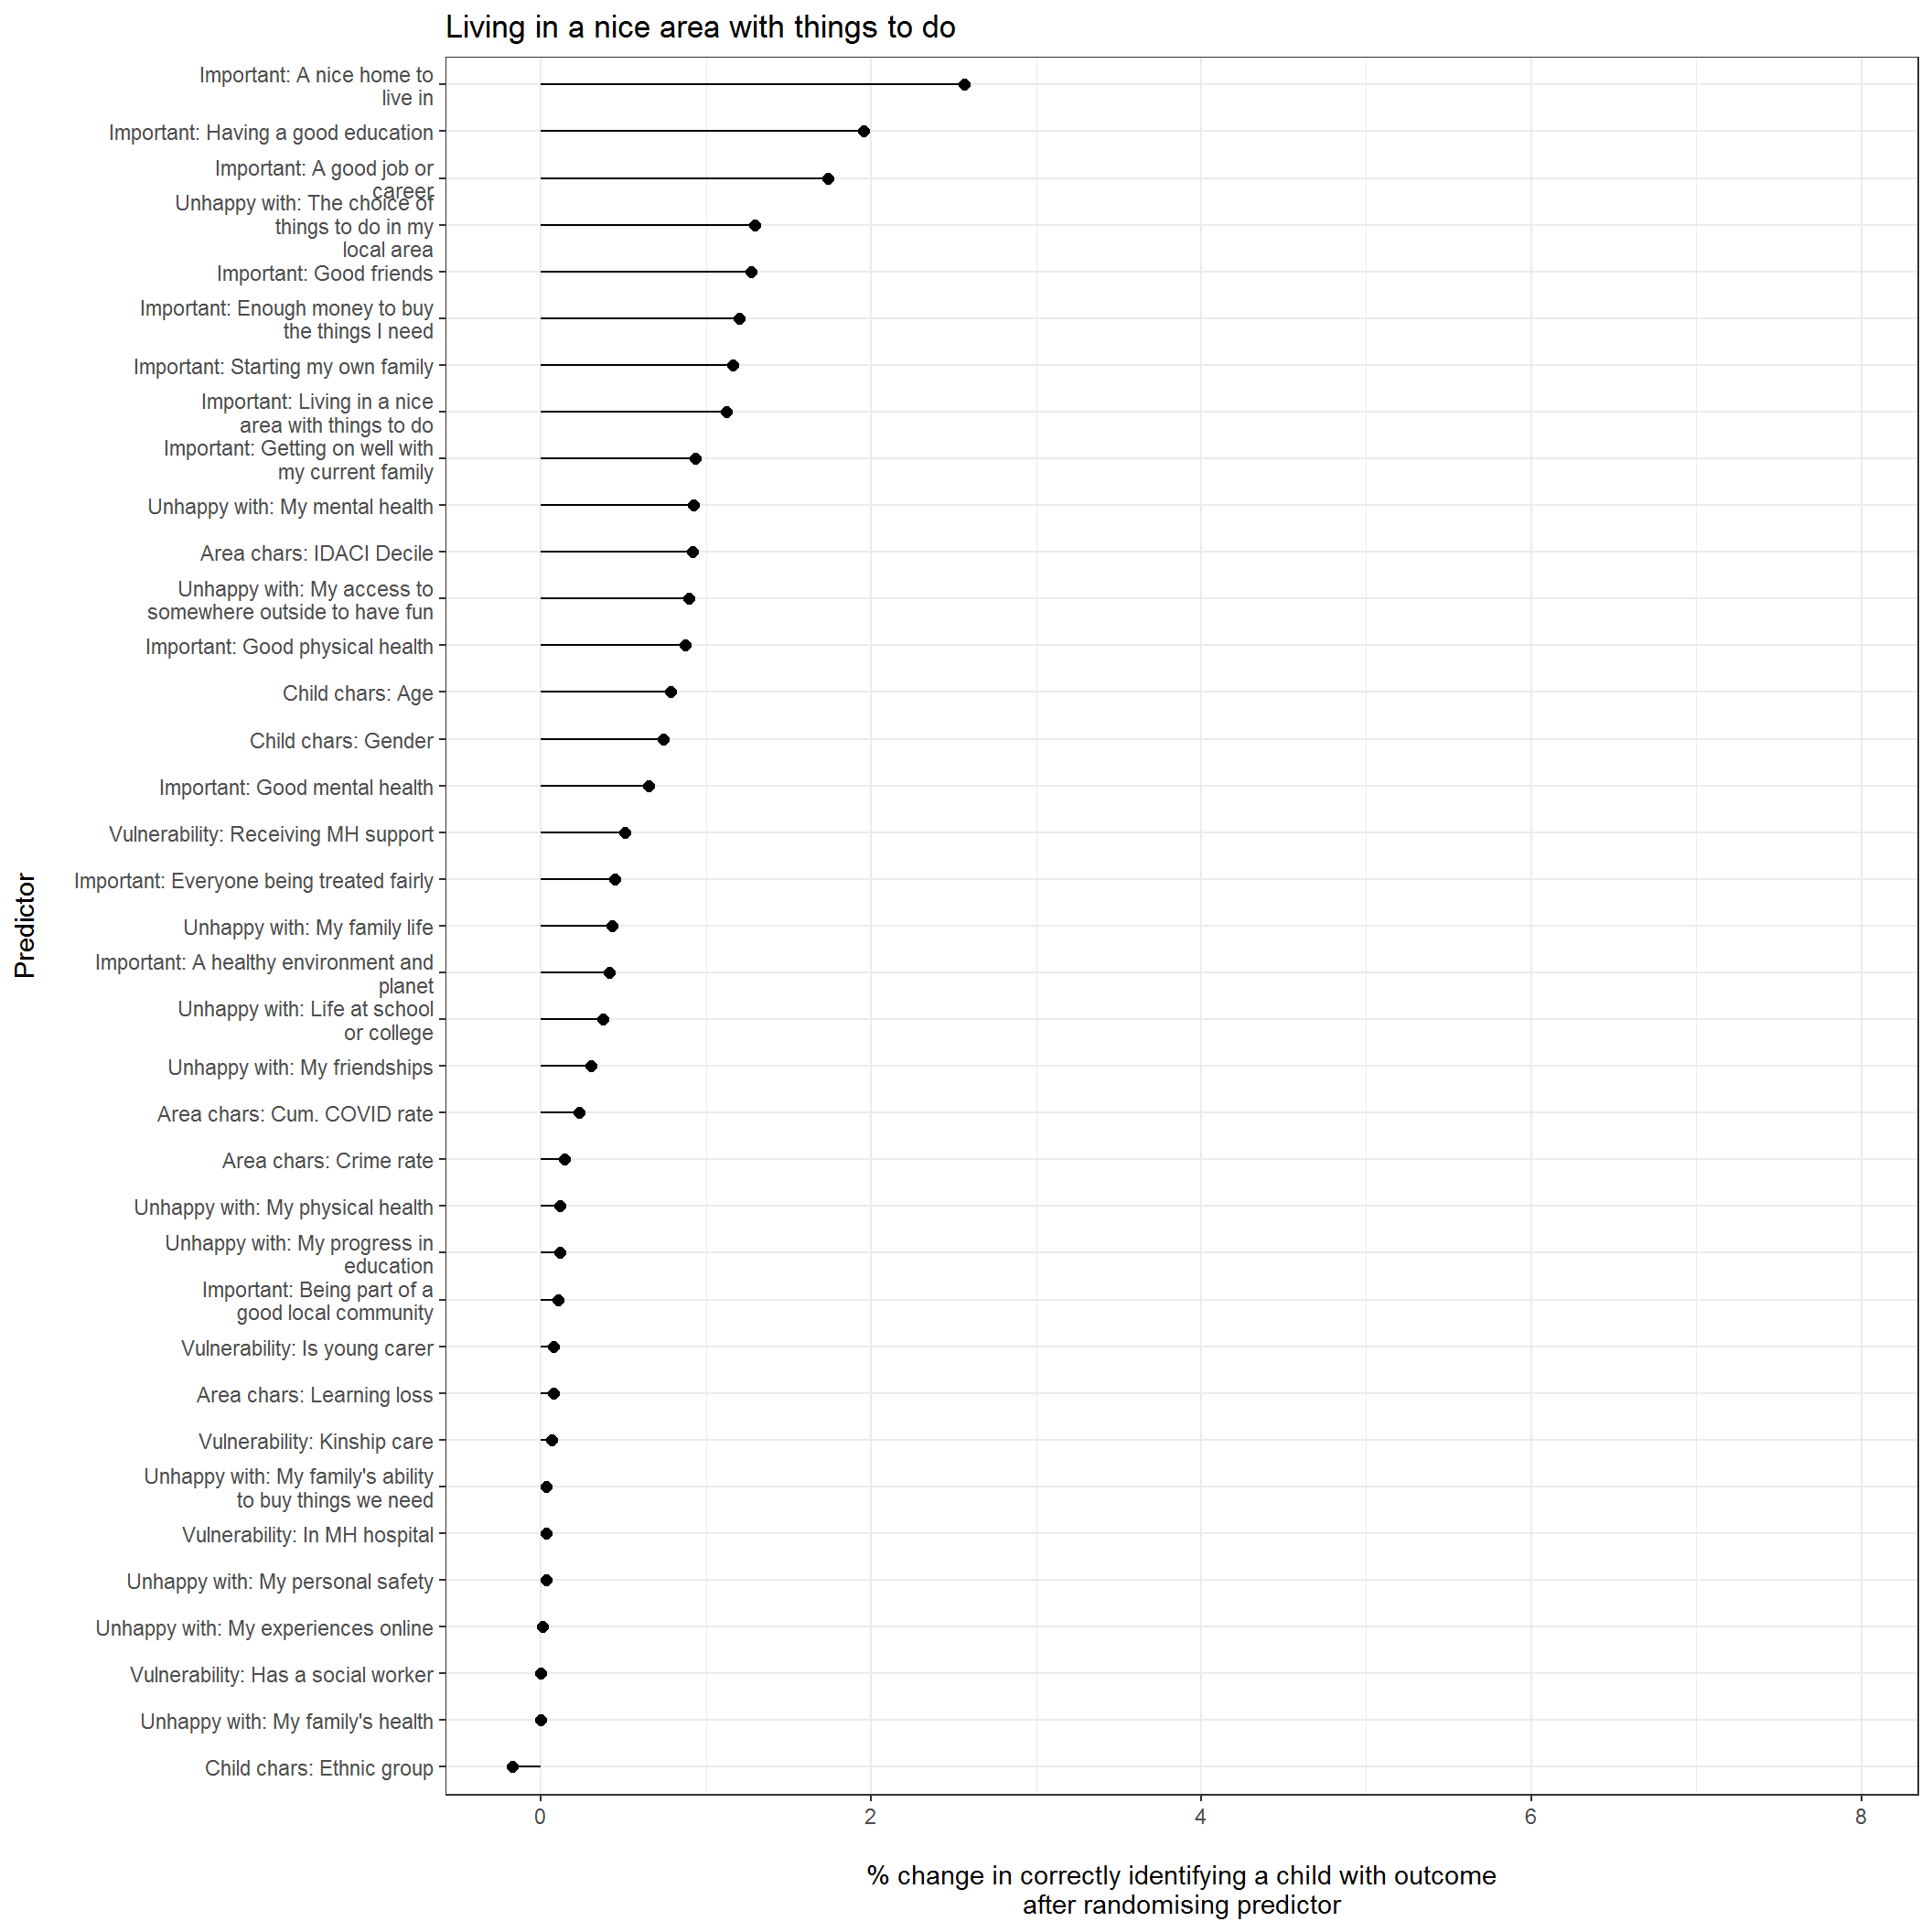 Living in a nice area with things to do
Important: A nice home to
live in
Important: Having a good education
Important: A good job or
career
Unhappy with: The choice of
things to do in my
local area
Important: Good friends
Important: Enough money to buy
the things I need
Important: Starting my own family
Important: Living in a nice
area with things to do
Important: Getting on well with
my current family
Unhappy with: My mental health
Area chars: IDACI Decile
Unhappy with: My access to
somewhere outside to have fun
Important: Good physical health
Child chars: Age
Child chars: Gender
Important: Good mental health
Vulnerability: Receiving MH support
Important: Everyone being treated fairly
Unhappy with: My family life
Important: A healthy environment and
planet
Unhappy with: Life at school
or college
Unhappy with: My friendships
Area chars: Cum. COVID rate
Area chars: Crime rate
Unhappy with: My physical health
Unhappy with: My progress in
education
Important: Being part of a
good local community
Vulnerability: Is young carer
Area chars: Learning loss
Vulnerability: Kinship care
Unhappy with: My family's ability
to buy things we need
Vulnerability: In MH hospital
Unhappy with: My personal safety
Unhappy with: My experiences online
Vulnerability: Has a social worker
Unhappy with: My family's health
Child chars: Ethnic group
Predictor
0 2 4 6 8
% change in correctly identifying a child with outcome
after randomising predictor